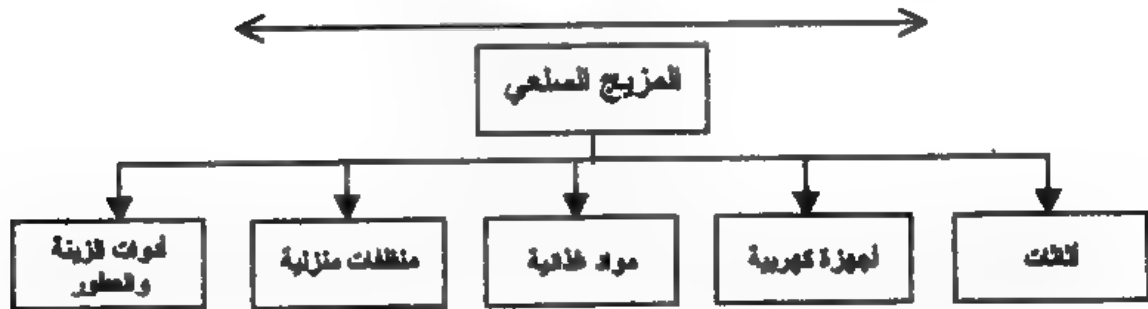 المزيج السلعي
أثاث
أجهزة كهربية
مواد غذائية
منظفات منزلية
أدوات الزينة
والعطور